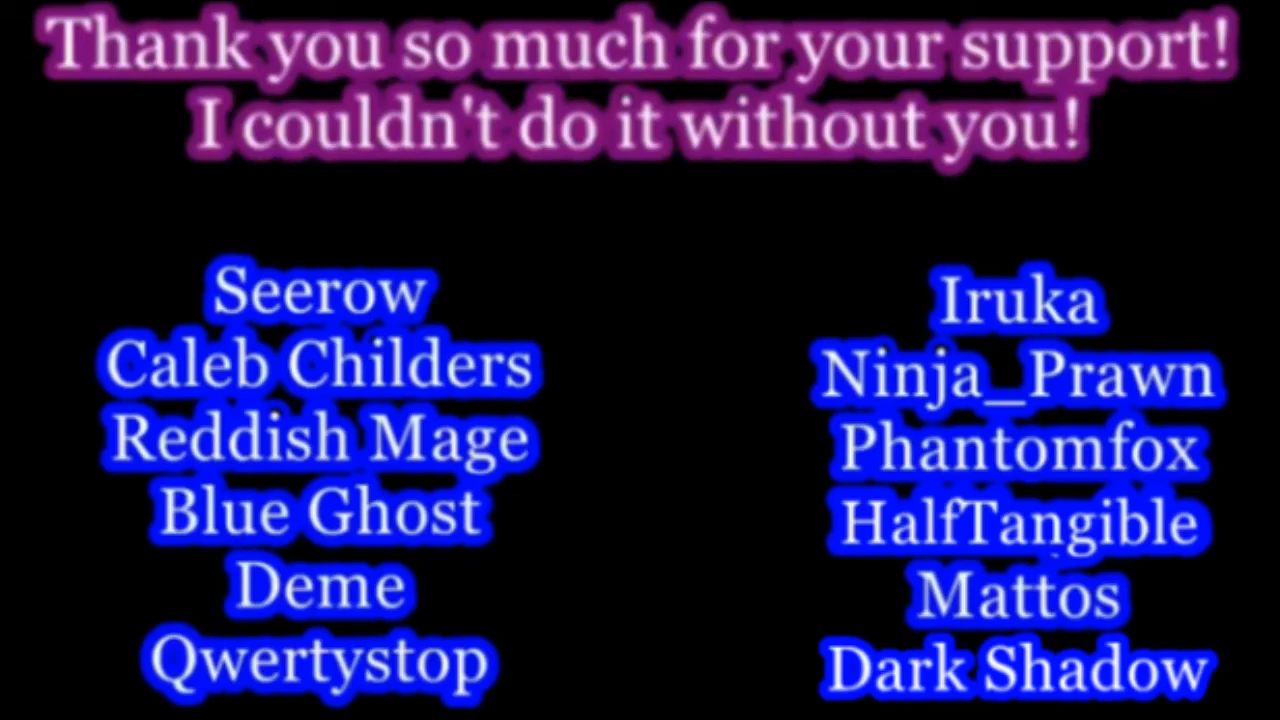 Thank you so much for your support!
I couldn't do it without you!
Seerow
Caleb Childers
Reddish Mage
Blue Ghost
Deme
Qwertystop
Iruka
Ninja_Prawn
Phantomfox
HalfTangible
Mattos
Dark Shadow